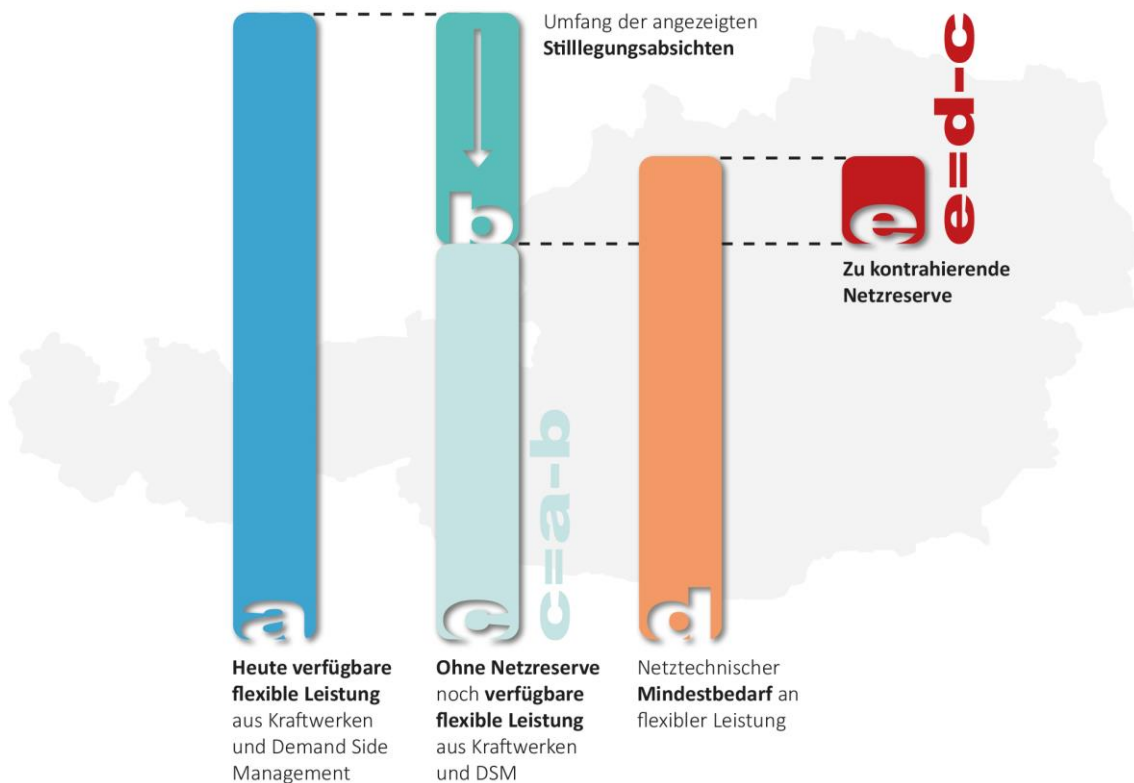 Umfang der angezeigten
Stilllegungsabsichten
b
e=d-c
e
Zu kontrahierende
Netzreserve
a
c
c=a-b
d
Heute verfügbare
flexible Leistung
aus Kraftwerken
und Demand Side
Management
Ohne Netzreserve
noch verfügbare
flexible Leistung
aus Kraftwerken
und DSM
Netztechnischer
Mindestbedarf an
flexibler Leistung